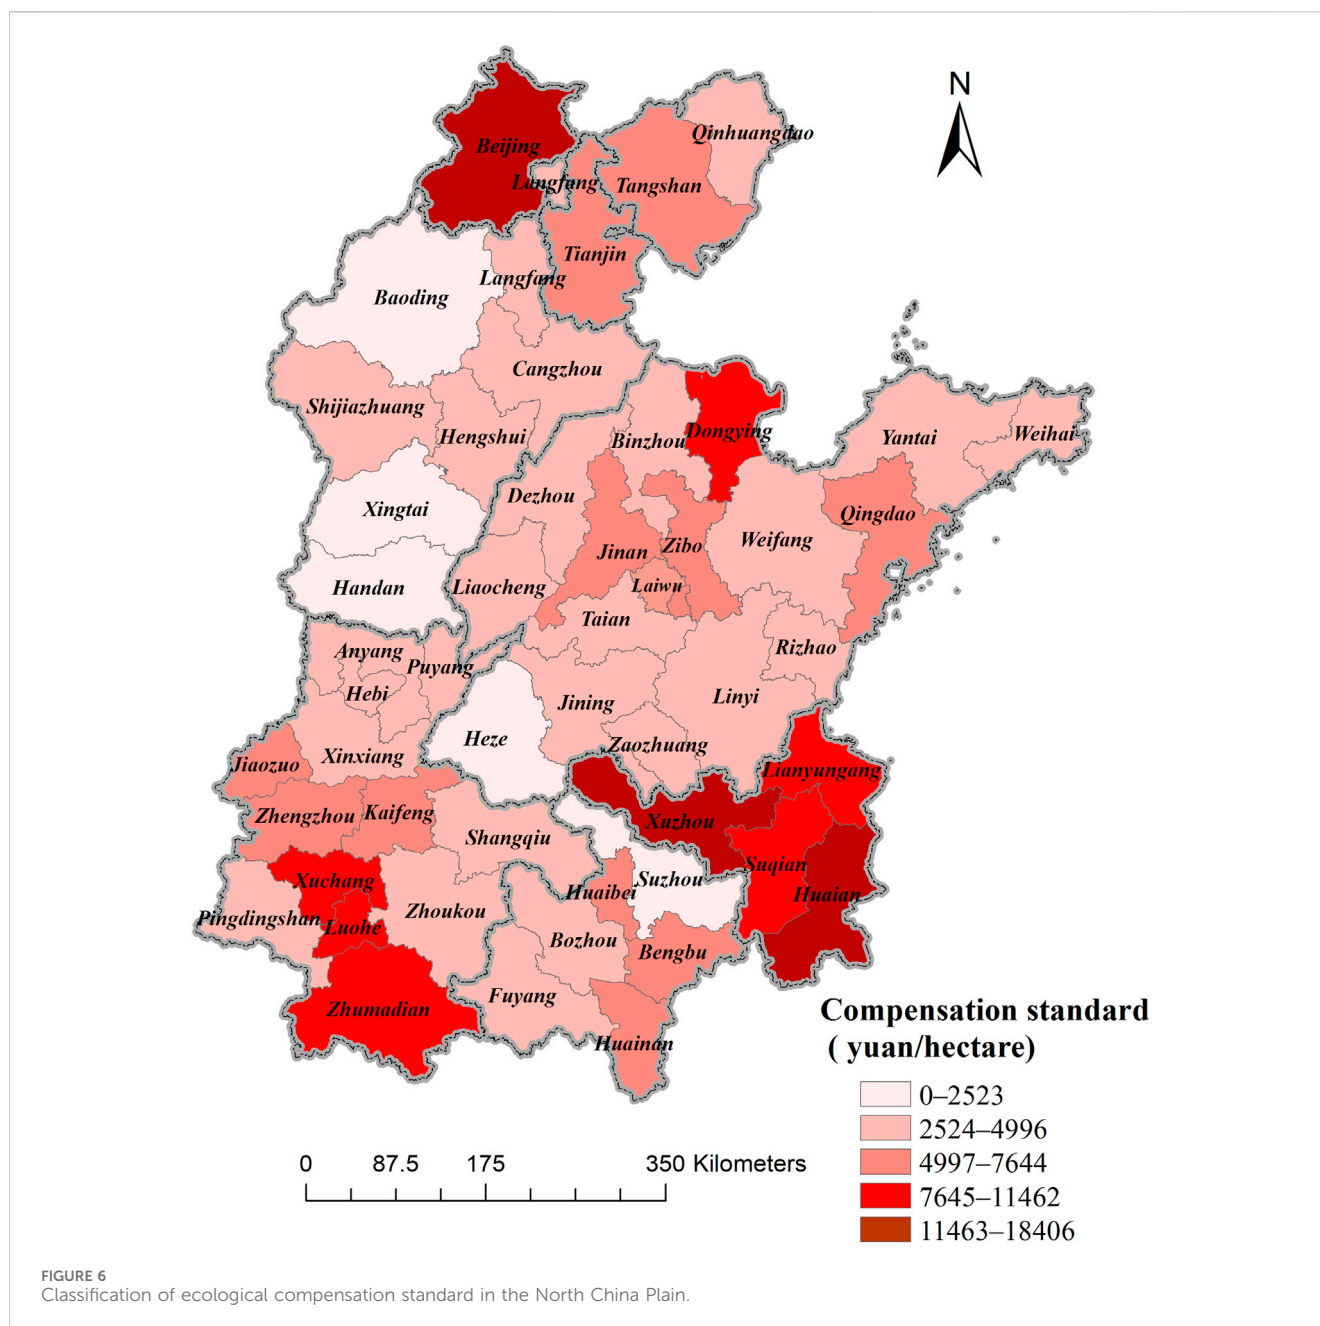 N
Beijing
Qinhuangdao
Langfang
Tangshan
Tianjin
Langfang
Baoding
Cangzhou
Shijiazhuang
Hengshui
Binzhou
Dongying
Yantai
Weihai
Dezhou
Xingtai
Qingdao
Jinan
Zibo
Weifang
Handan
Liaocheng
Laiwu
Taian
Anyang
Puyang
Rizhao
Hebi
Jining
Linyi
Heze
Zaozhuang
Xinxiang
Jiaozuo
Lianyungang
Zhengzhou
Kaifeng
Xuzhou
Shangqiu
Suqian
Xuchang
Huaibei
Suzhou
Huaian
Pingdingshan
Luohe
Zhoukou
Bozhou
Bengbu
Fuyang
Zhumadian
Huainan
Compensation standard
( yuan/hectare)
0–2523
2524–4996
4997–7644
7645–11462
11463–18406
0 87.5 175 350 Kilometers
FIGURE 6
Classification of ecological compensation standard in the North China Plain.